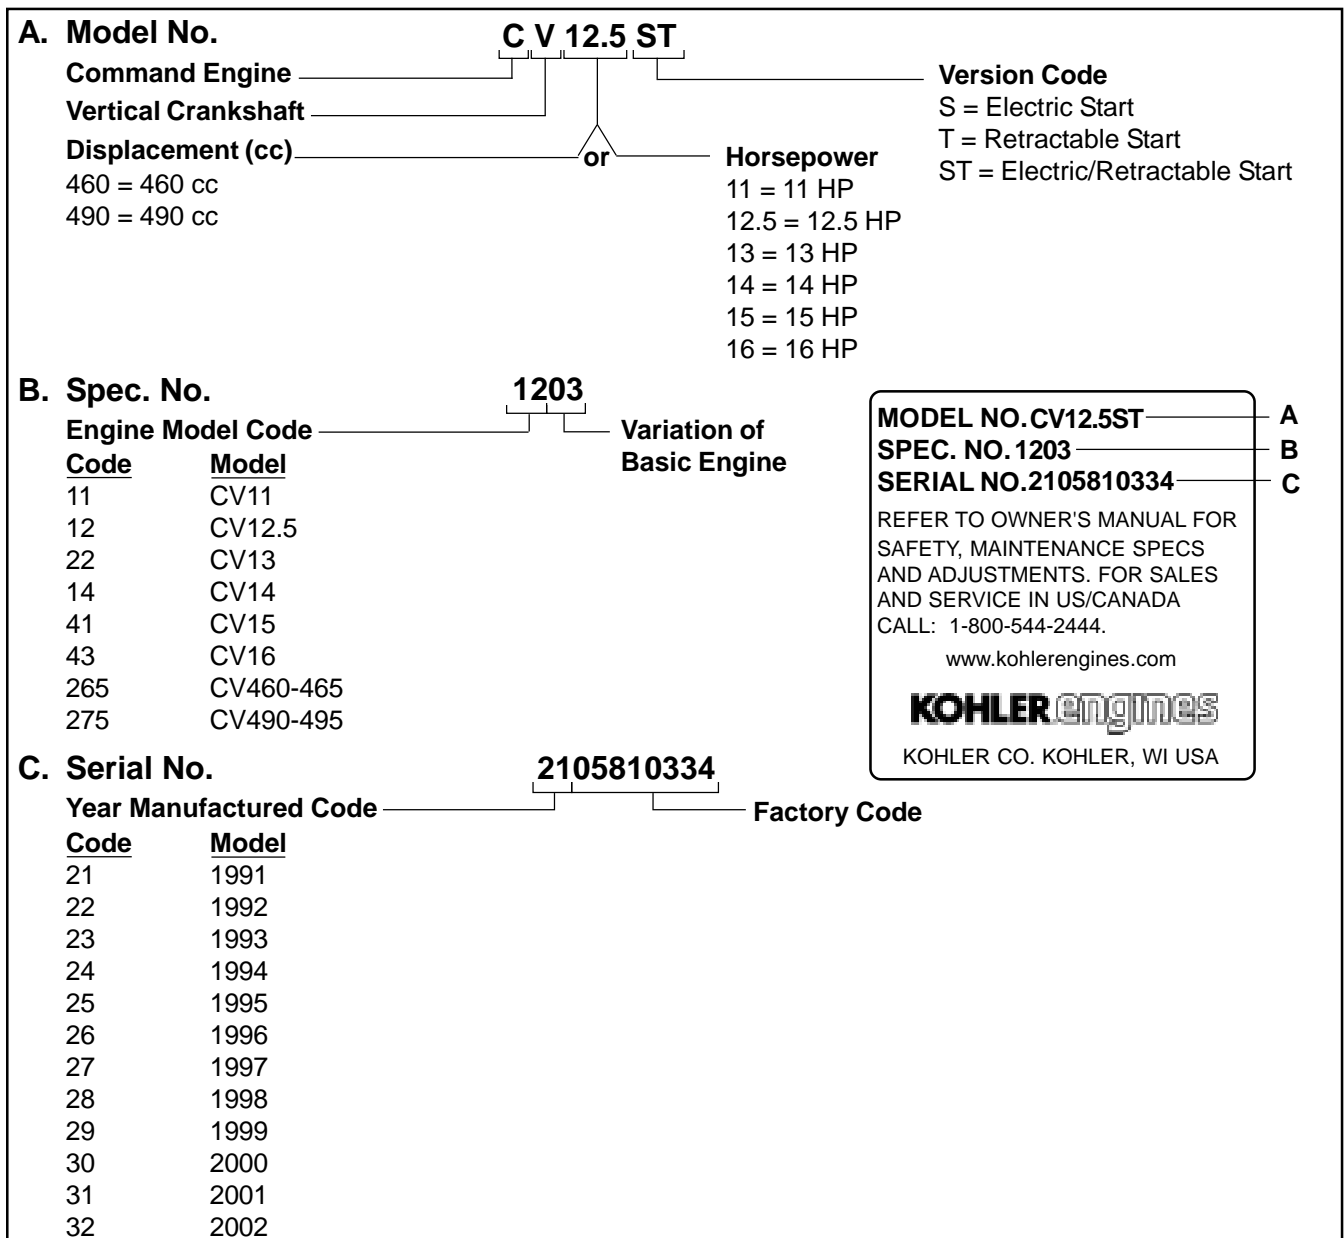 A. Model No.
C V 12.5 ST
Command Engine
Vertical Crankshaft
Displacement (cc)
460 = 460 cc
490 = 490 cc
or
Horsepower
11 = 11 HP
12.5 = 12.5 HP
13 = 13 HP
14 = 14 HP
15 = 15 HP
16 = 16 HP
Version Code
S = Electric Start
T = Retractable Start
ST = Electric/Retractable Start
B. Spec. No.
1203
Engine Model Code
Variation of
Basic Engine
Code Model
11 CV11
12 CV12.5
22 CV13
14 CV14
41 CV15
43 CV16
265 CV460-465
275 CV490-495
MODEL NO. CV12.5ST A
SPEC. NO. 1203 B
SERIAL NO. 2105810334 C
REFER TO OWNER'S MANUAL FOR
SAFETY, MAINTENANCE SPECS
AND ADJUSTMENTS. FOR SALES
AND SERVICE IN US/CANADA
CALL: 1-800-544-2444.
www.kohlerengines.com
KOHLER engines
KOHLER CO. KOHLER, WI USA
C. Serial No.
2105810334
Year Manufactured Code
Factory Code
Code Model
21 1991
22 1992
23 1993
24 1994
25 1995
26 1996
27 1997
28 1998
29 1999
30 2000
31 2001
32 2002